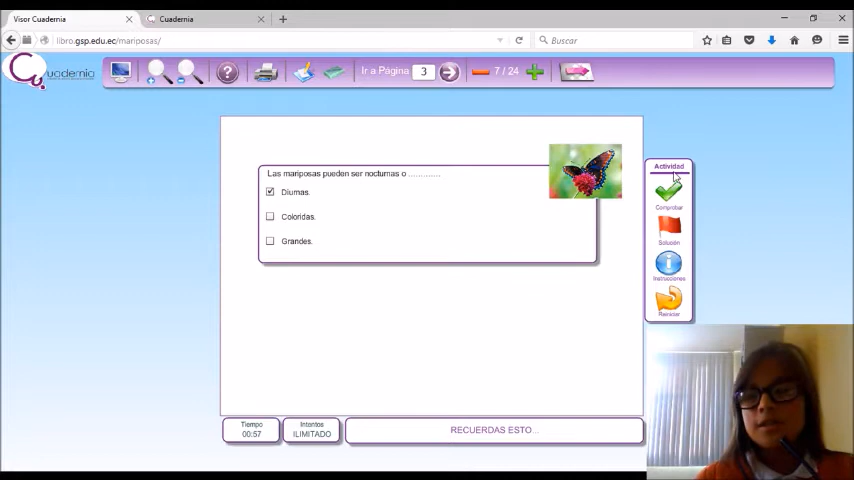 Visor Cuadernia
Cuadernia
libro.gsp.edu.ec/mariposas/
Buscar
Cuadernia
Ir a Página 3 7 / 24
Las mariposas pueden ser nocturnas o .............
Diurnas.
Coloridas.
Grandes.
Actividad
Comprobar
Solución
Instrucciones
Reiniciar
Tiempo
00:57
Intentos
ILIMITADO
RECUERDAS ESTO...